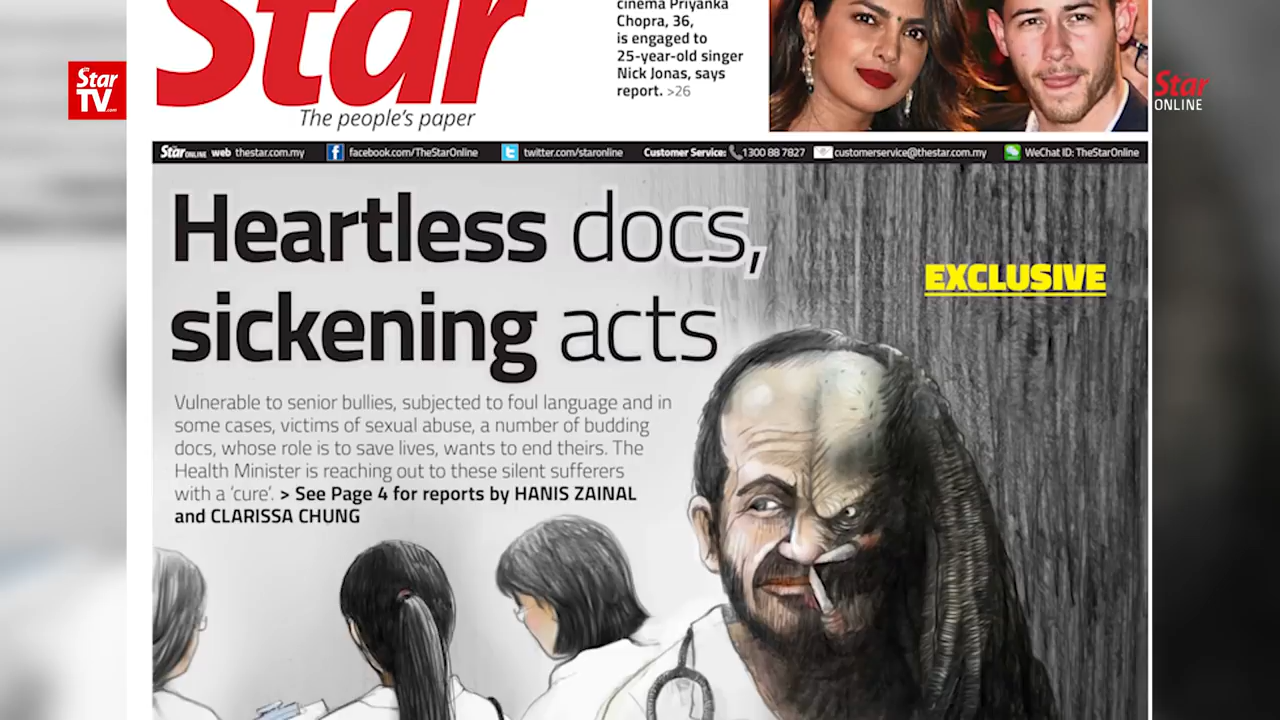 Star
The people's paper
cinema Priyanka
Chopra, 36,
is engaged to
25-year-old singer
Nick Jonas, says
report. >26
Star
TV.com
Star
ONLINE
Star ONLINE web thestar.com.my facebook.com/TheStarOnline twitter.com/staronline Customer Service: 1300 88 7827 customerservice@thestar.com.my WeChat ID: TheStarOnline
Heartless docs,
sickening acts
EXCLUSIVE
Vulnerable to senior bullies, subjected to foul language and in
some cases, victims of sexual abuse, a number of budding
docs, whose role is to save lives, wants to end theirs. The
Health Minister is reaching out to these silent sufferers
with a 'cure'. > See Page 4 for reports by HANIS ZAINAL
and CLARISSA CHUNG